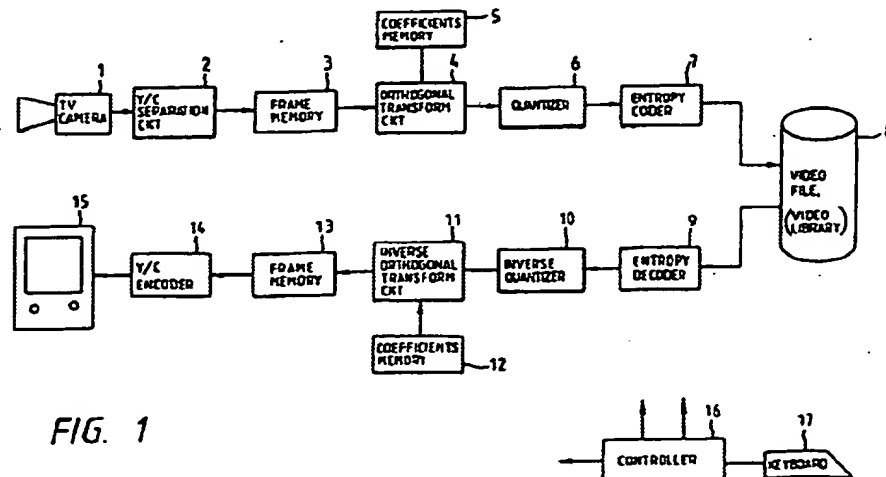 5
COEFFICIENTS
MEMORY
1
2
3
4
6
7
8
TV
CAMERA
Y/C
SEPARATION
CKT
FRAME
MEMORY
ORTHOGONAL
TRANSFORM
CKT
QUANTIZER
ENTROPY
CODER
VIDEO
FILE,
(VIDEO
LIBRARY)
15
14
13
11
10
9
Y/C
ENCODER
FRAME
MEMORY
INVERSE
ORTHOGONAL
TRANSFORM
CKT
INVERSE
QUANTIZER
ENTROPY
DECODER
COEFFICIENTS
MEMORY
12
FIG. 1
16
17
CONTROLLER
KEYBOARD